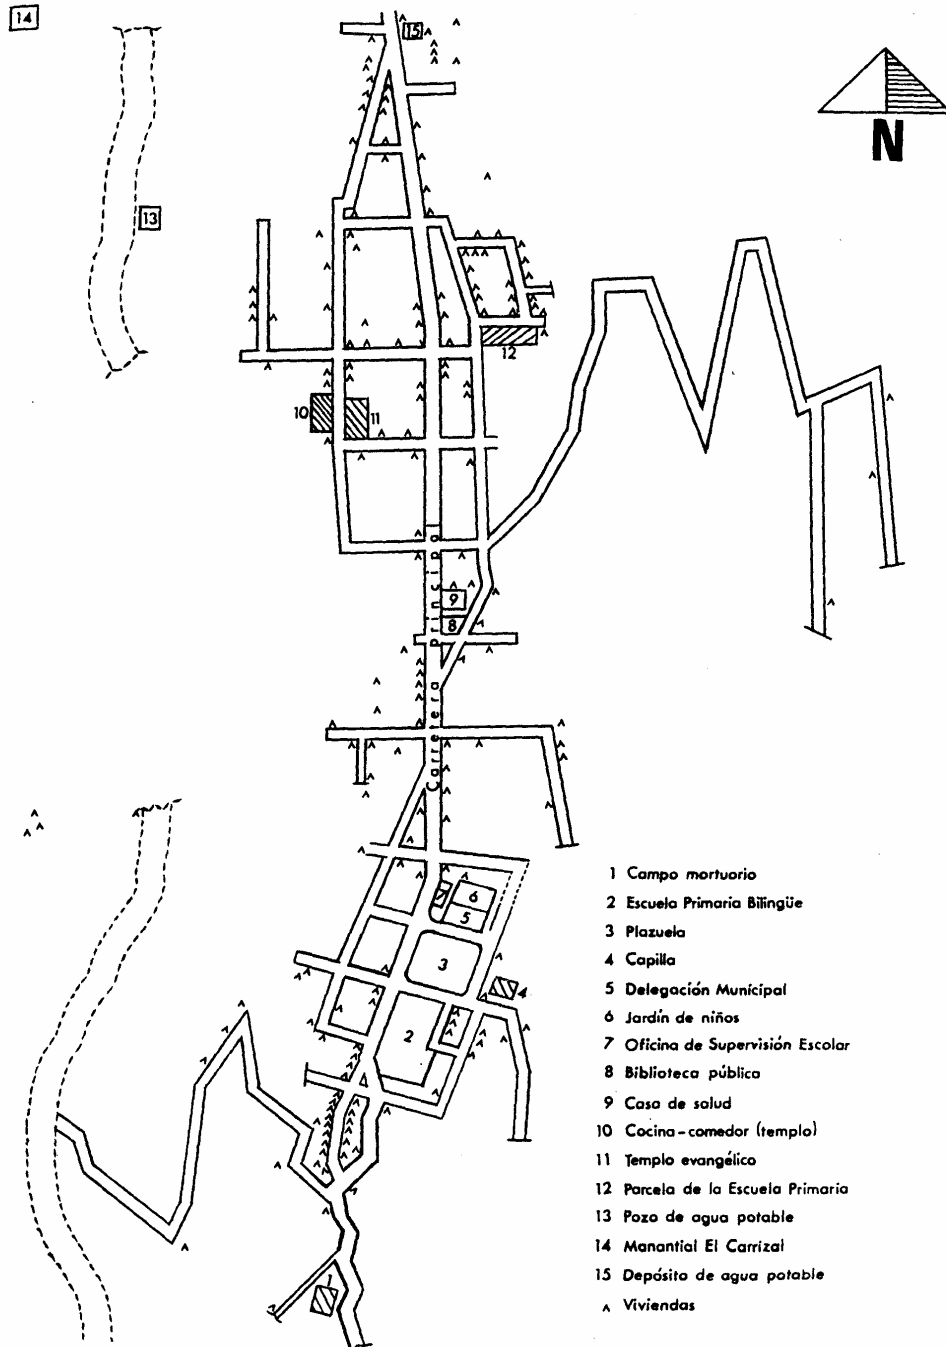 14
15
N
13
12
10
11
9
8
Carretera principal
7
6
5
3
4
2
1
1 Campo mortuorio
2 Escuela Primaria Bilingüe
3 Plazuela
4 Capilla
5 Delegación Municipal
6 Jardín de niños
7 Oficina de Supervisión Escolar
8 Biblioteca pública
9 Casa de salud
10 Cocina-comedor (templo)
11 Templo evangélico
12 Parcela de la Escuela Primaria
13 Pozo de agua potable
14 Manantial El Carrizal
15 Depósito de agua potable
^ Viviendas